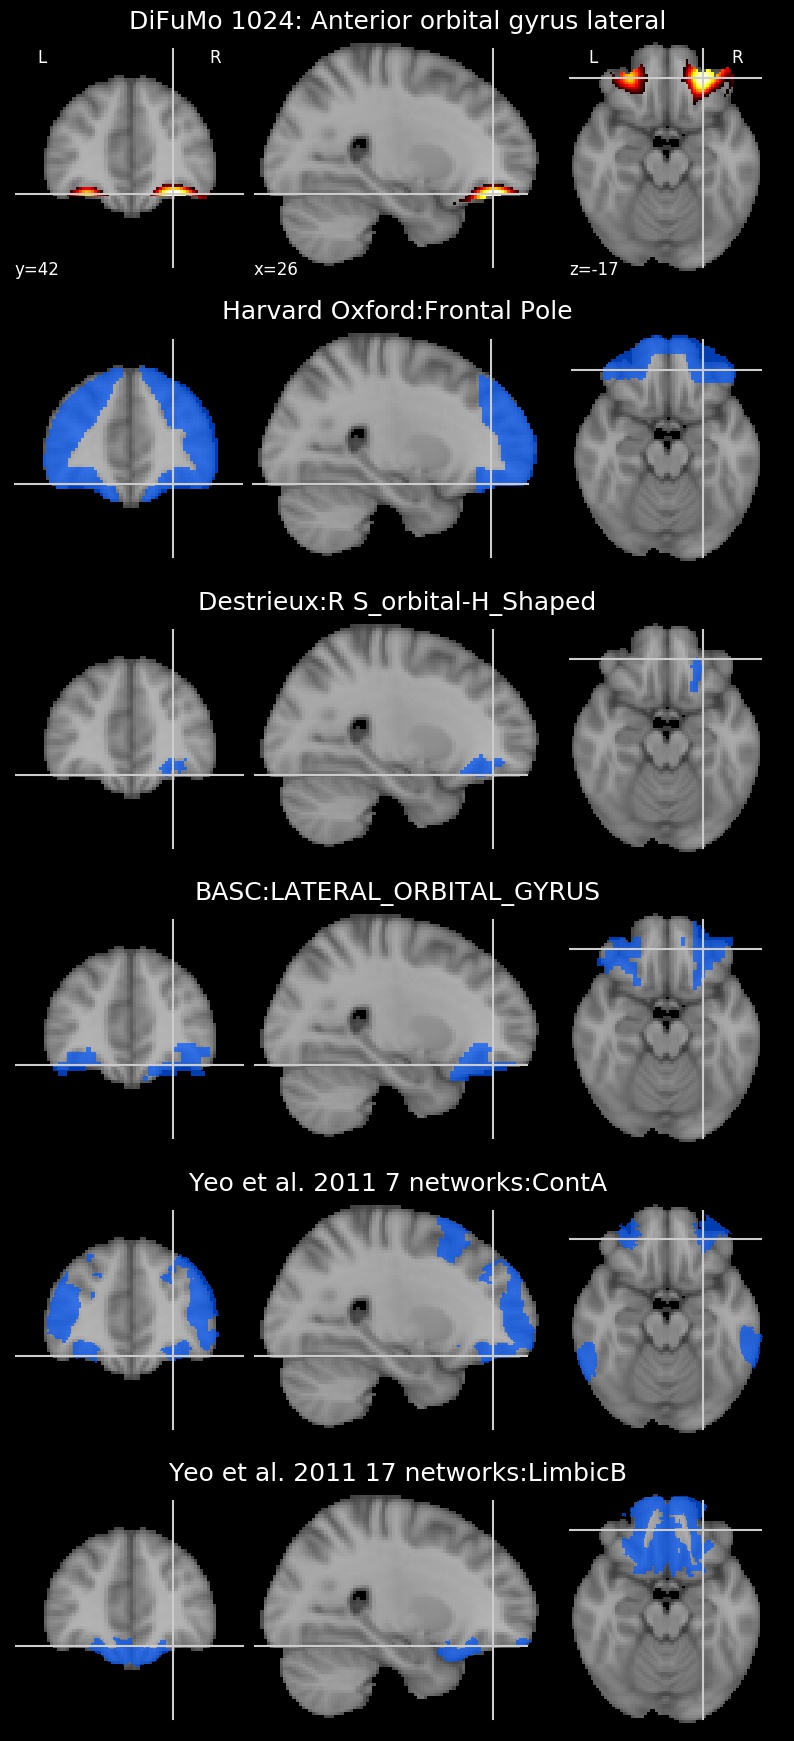 DiFuMo 1024: Anterior orbital gyrus lateral
L R L R
y=42 x=26 z=-17
Harvard Oxford:Frontal Pole
Destrieux:R S_orbital-H_Shaped
BASC:LATERAL_ORBITAL_GYRUS
Yeo et al. 2011 7 networks:ContA
Yeo et al. 2011 17 networks:LimbicB